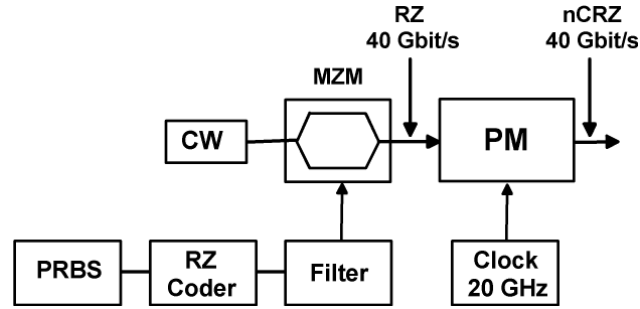 RZ
40 Gbit/s
nCRZ
40 Gbit/s
MZM
CW
PM
PRBS
RZ
Coder
Filter
Clock
20 GHz